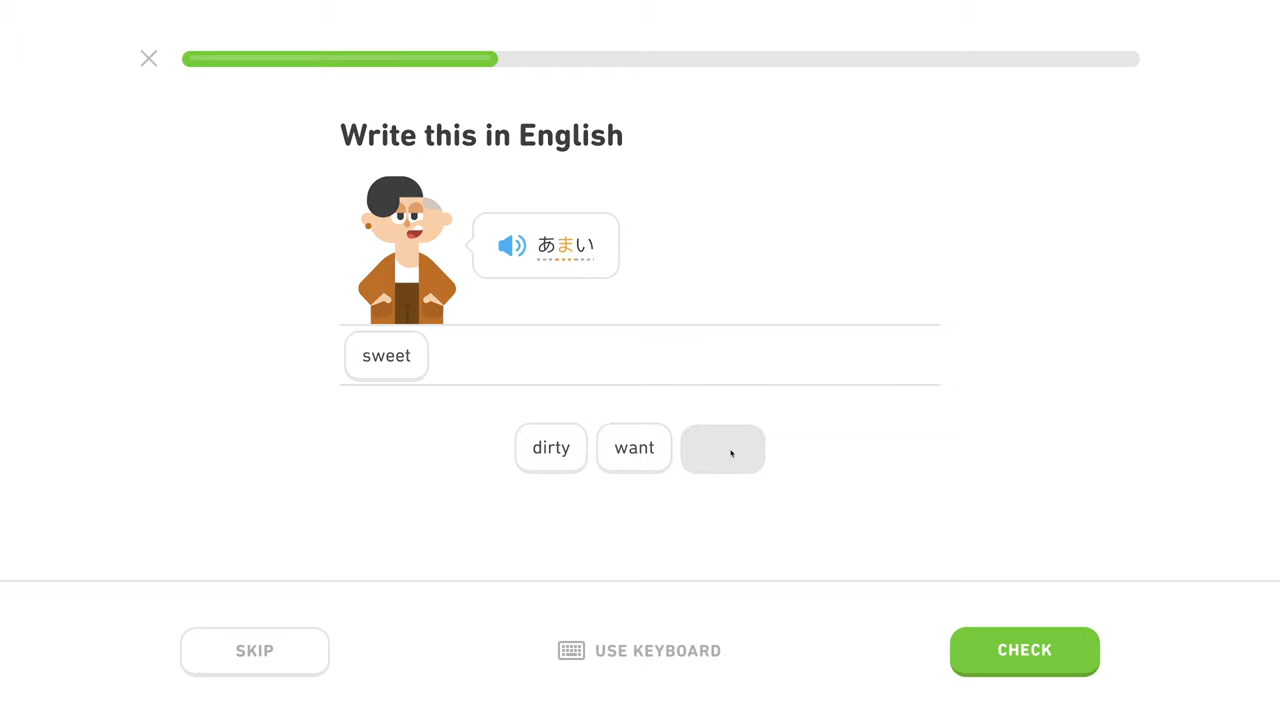 Write this in English
あまい
sweet
dirty want
SKIP USE KEYBOARD CHECK